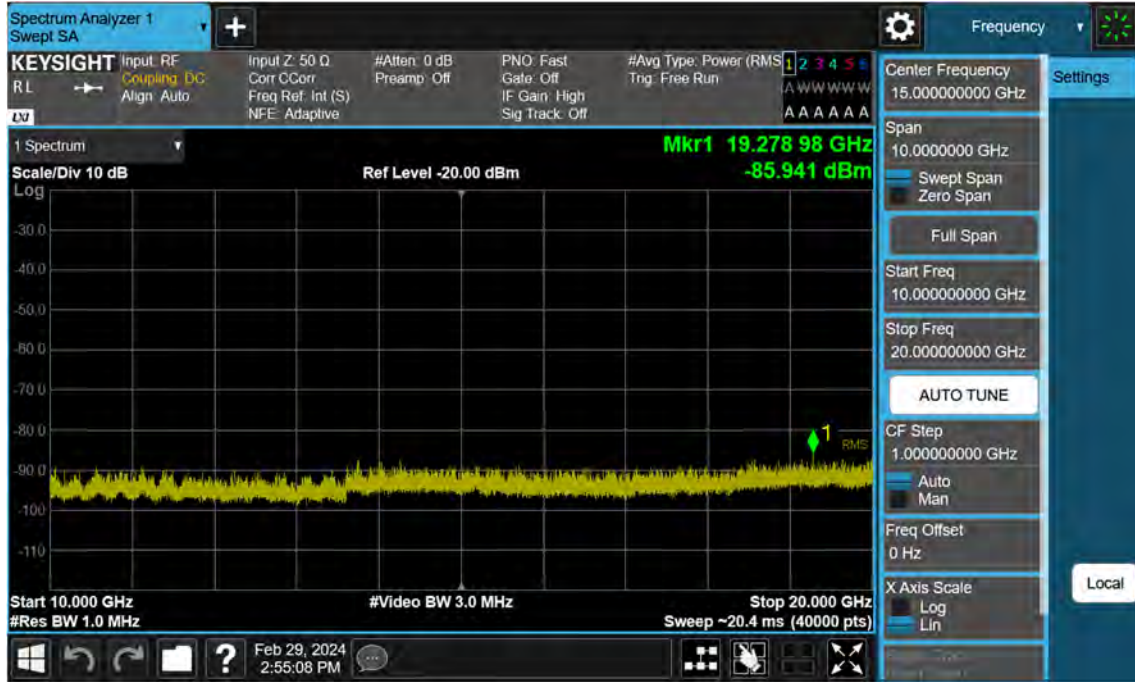 Spectrum Analyzer 1
Swept SA
Frequency
KEYSIGHT
R L
LXI
Input: RF
Coupling: DC
Align: Auto
Input Z: 50 Ω
Corr CCorr
Freq Ref: Int (S)
NFE: Adaptive
#Atten: 0 dB
Preamp: Off
PNO: Fast
Gate: Off
IF Gain: High
Sig Track: Off
#Avg Type: Power (RMS
Trig: Free Run
1 2 3 4 5 6
A W W W W W
A A A A A A
1 Spectrum
Scale/Div 10 dB
Ref Level -20.00 dBm
Mkr1 19.278 98 GHz
-85.941 dBm
Log
-30.0
-40.0
-50.0
-60.0
-70.0
-80.0
-90.0
-100
-110
1
RMS
Start 10.000 GHz
#Res BW 1.0 MHz
#Video BW 3.0 MHz
Stop 20.000 GHz
Sweep ~20.4 ms (40000 pts)
?
Feb 29, 2024
2:55:08 PM
Center Frequency
15.000000000 GHz
Span
10.0000000 GHz
Swept Span
Zero Span
Full Span
Start Freq
10.000000000 GHz
Stop Freq
20.000000000 GHz
AUTO TUNE
CF Step
1.000000000 GHz
Auto
Man
Freq Offset
0 Hz
X Axis Scale
Log
Lin
Settings
Local